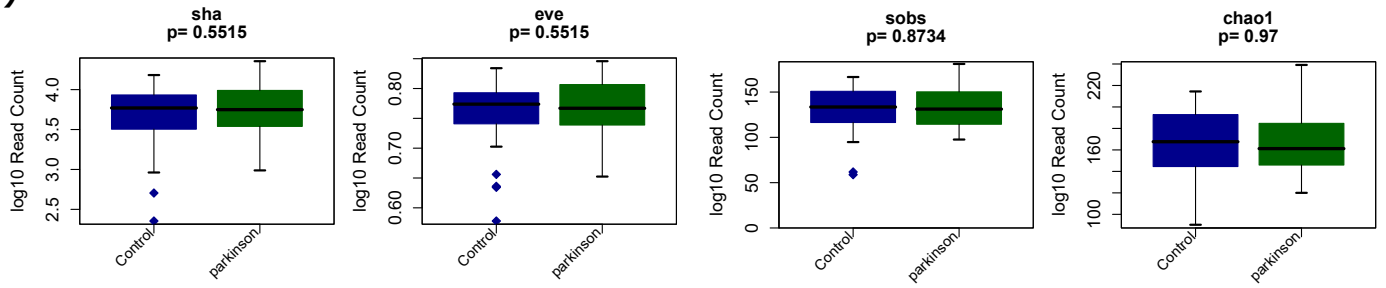 )
sha
p= 0.5515
log10 Read Count
4.0
3.5
3.0
2.5
Control
parkinson
eve
p= 0.5515
log10 Read Count
0.80
0.70
0.60
Control
parkinson
sobs
p= 0.8734
log10 Read Count
150
100
50
0
Control
parkinson
chao1
p= 0.97
log10 Read Count
220
160
100
Control
parkinson